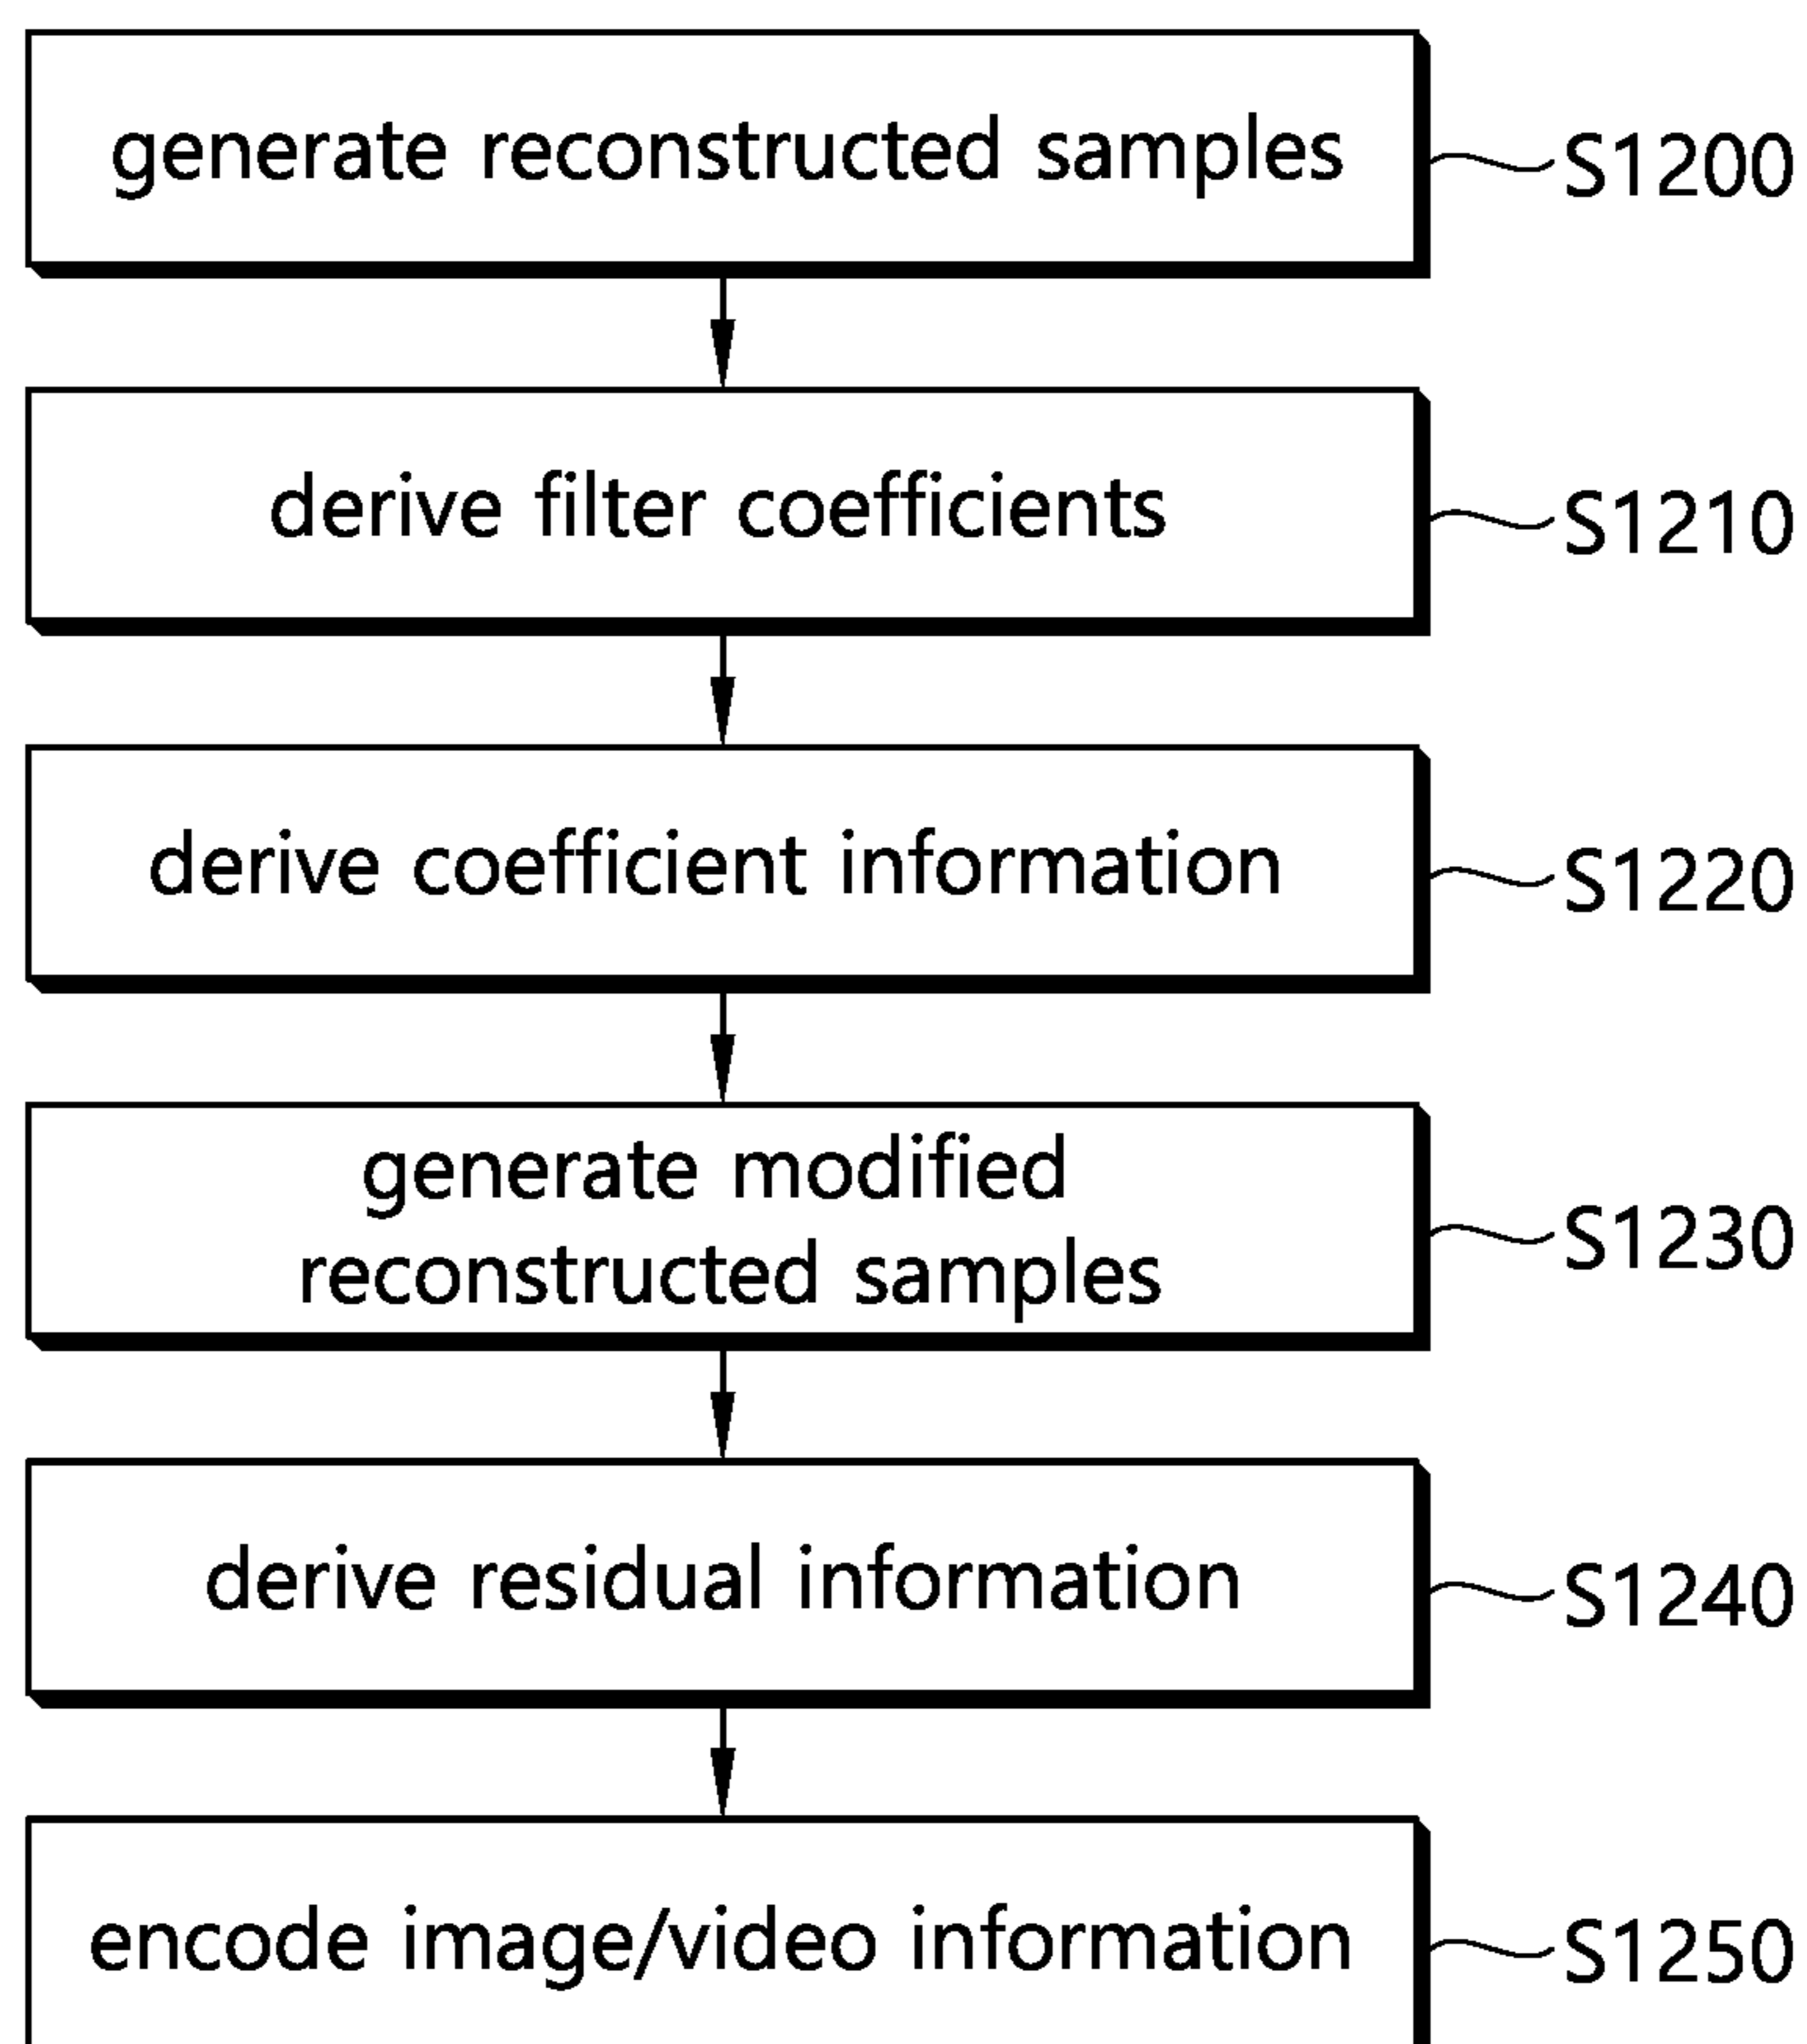 generate reconstructed samples
S1200
derive filter coefficients
S1210
derive coefficient information
S1220
generate modified
reconstructed samples
S1230
derive residual information
S1240
encode image/video information
S1250